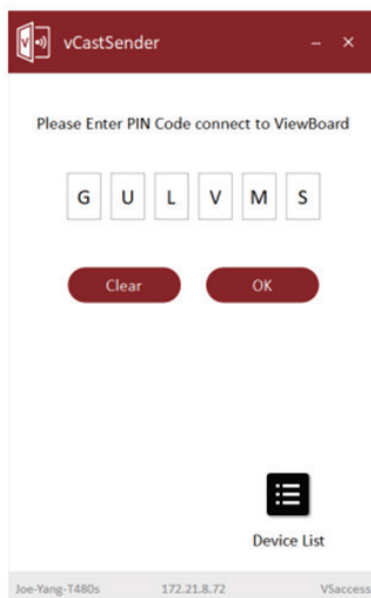 vCastSender
Please Enter PIN Code connect to ViewBoard
G U L V M S
Clear OK
Device List
Joe-Yang-T480s 172.21.8.72 VSaccess